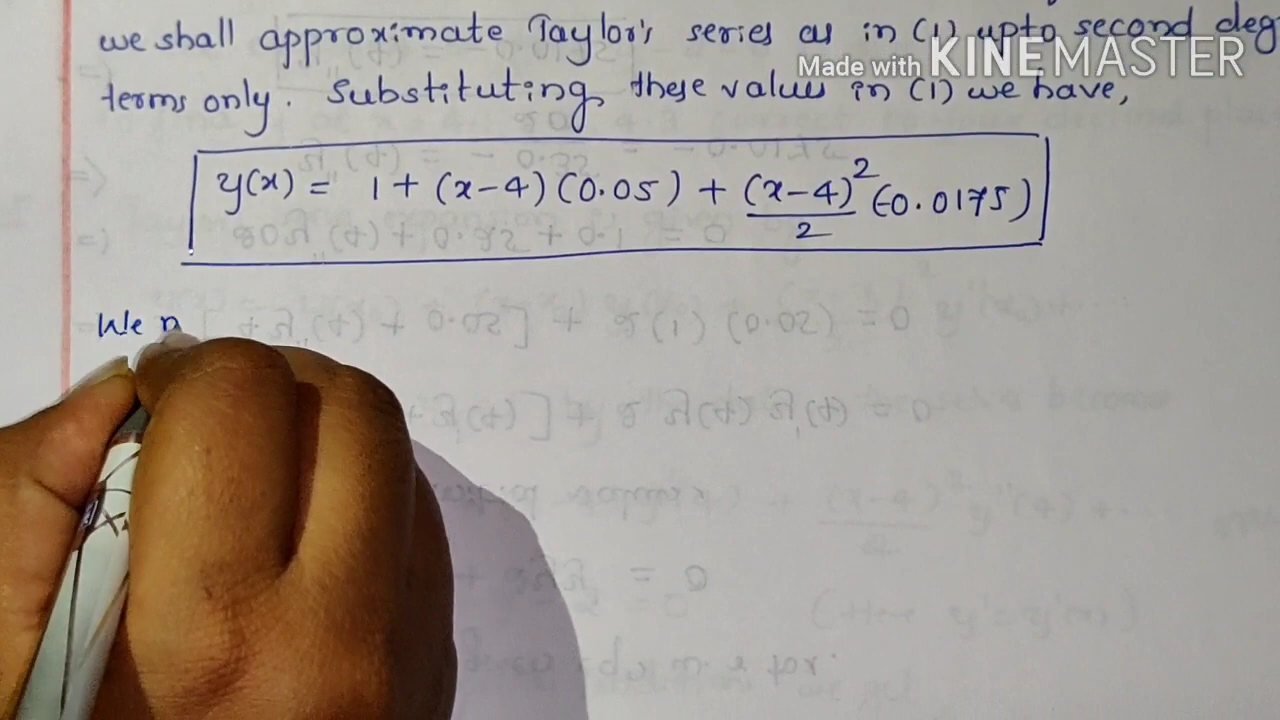 we shall approximate Taylor's series as in (1) upto second deg
Made with KINEMASTER
terms only. Substituting these values in (1) we have,
y(x) = 1 + (x-4)(0.05) + (x-4)²/2 (-0.0175)
We n